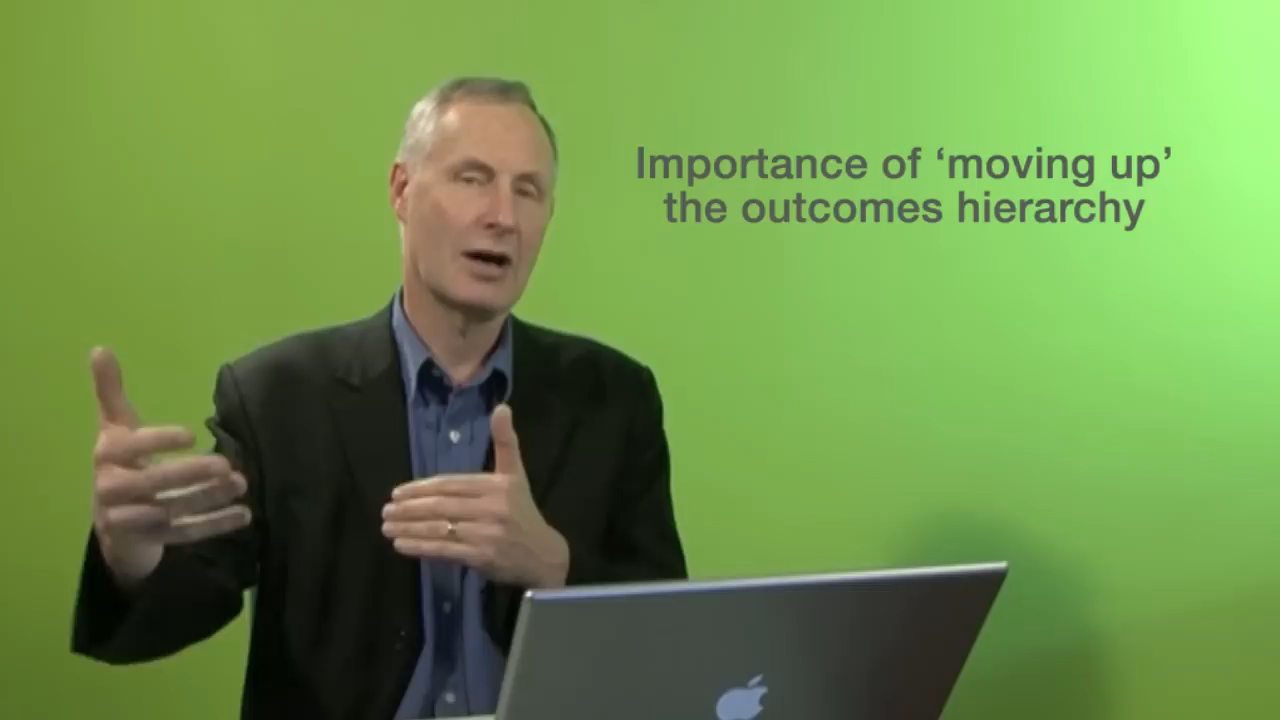 Importance of ‘moving up’
the outcomes hierarchy